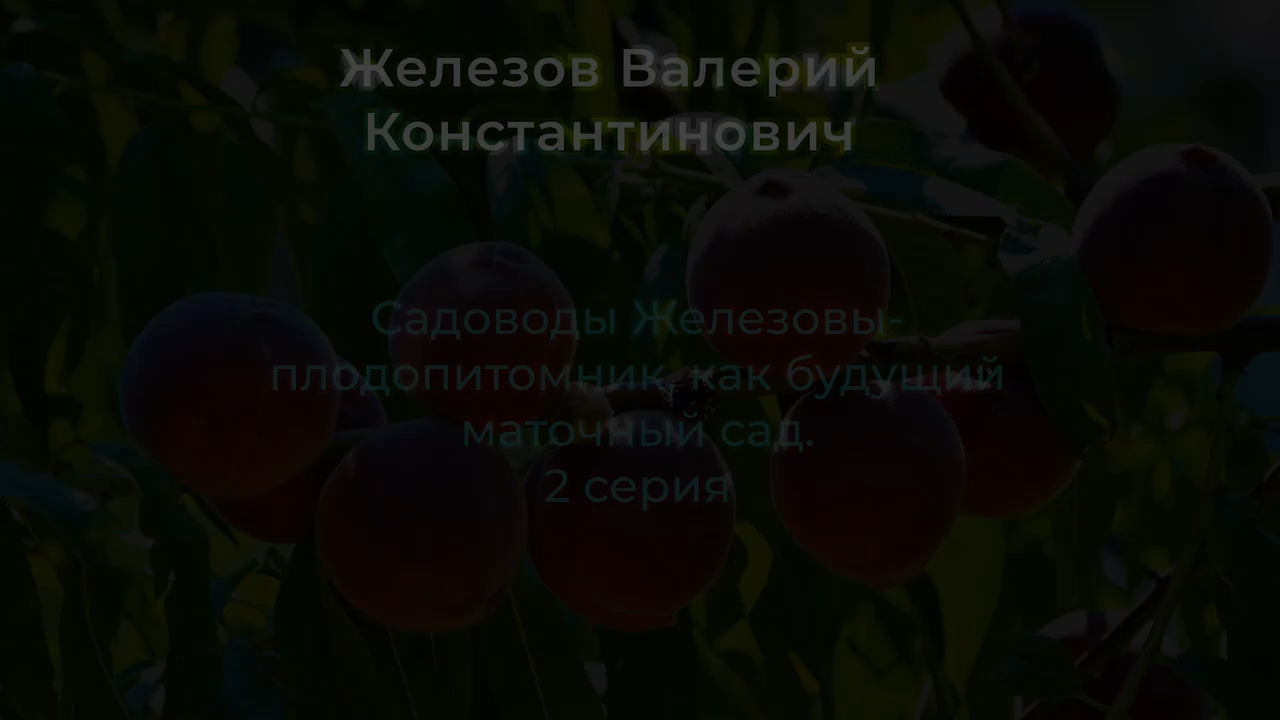 Железов Валерий
Константинович
Садоводы Железовы-
плодопитомник, как будущий
маточный сад.
2 серия